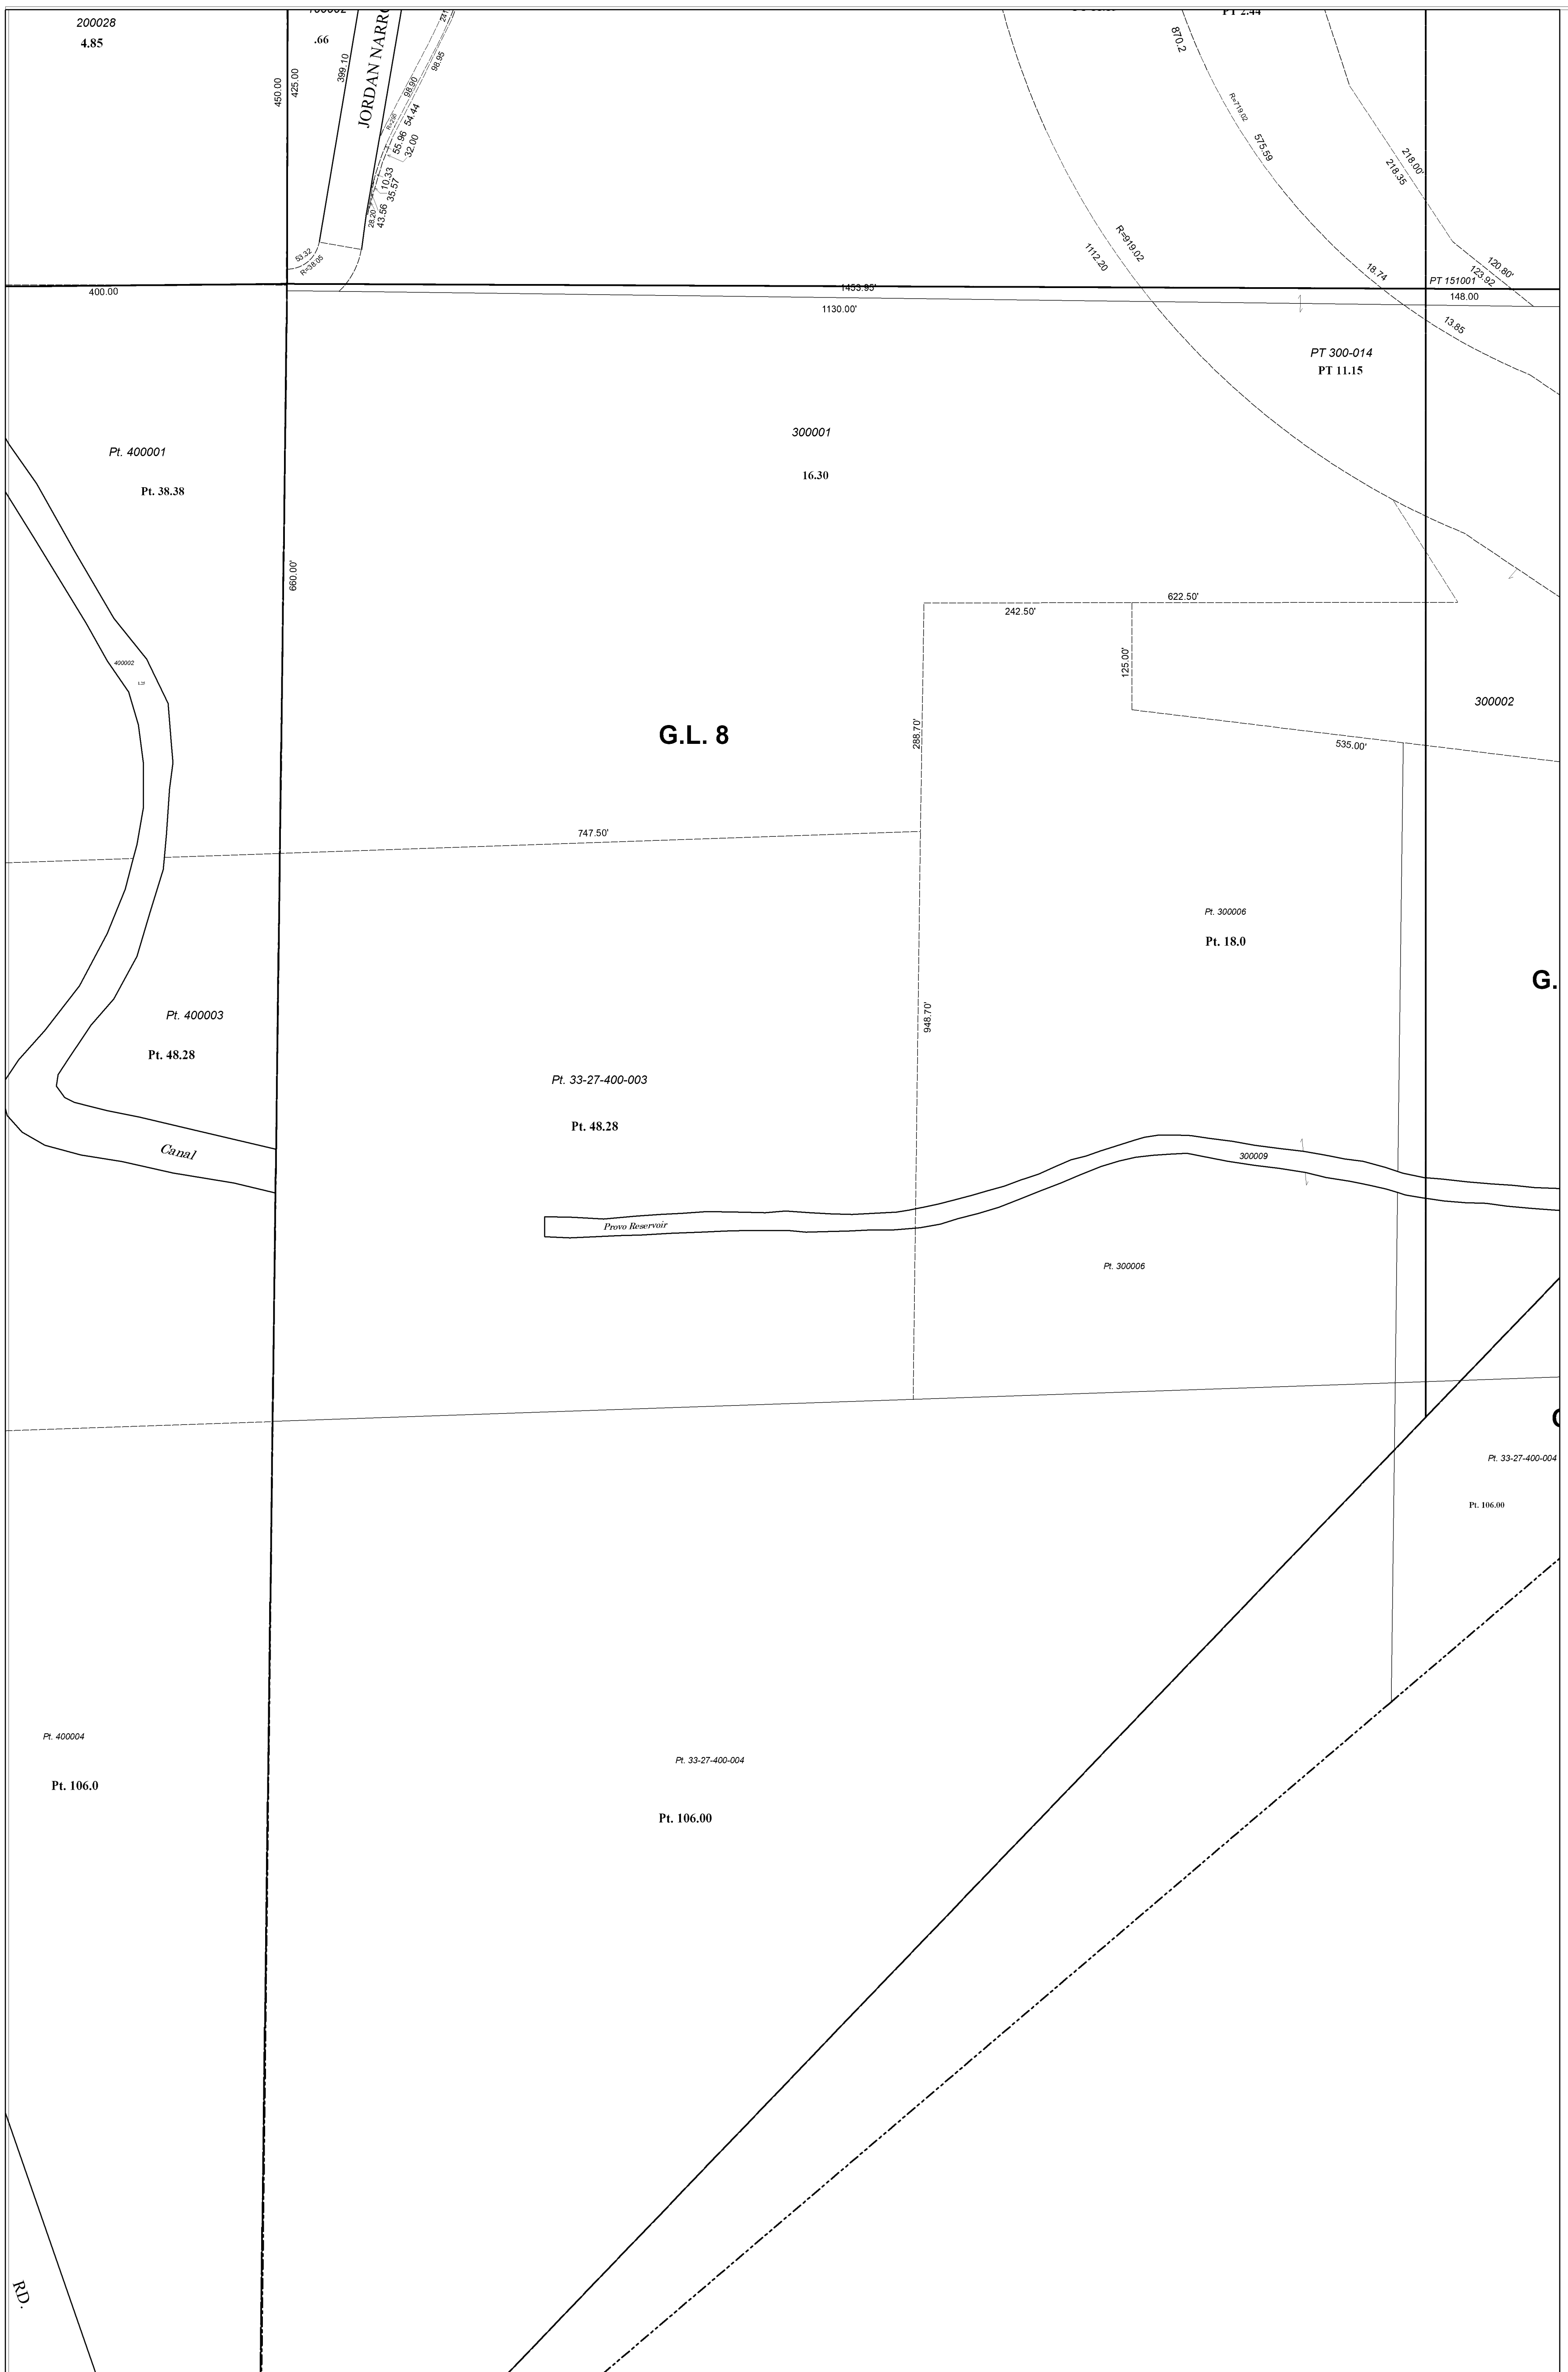 200028
4.85
.66
450.00
425.00
399.10
JORDAN
98.90
98.95
R=290
55.96
54.44
32.00
10.33
35.57
28.20
43.56
53.32
R=38.05
870.2
PT 2.44
R=719.02
575.59
218.00'
218.35
R=919.02
1112.20
18.74
120.80'
123.92
PT 151001
148.00
13.85
400.00
1453.95'
1130.00'
PT 300-014
PT 11.15
Pt. 400001
Pt. 38.38
300001
16.30
660.00'
622.50'
242.50'
125.00'
400002
300002
288.70'
G.L. 8
535.00'
747.50'
Pt. 300006
Pt. 18.0
G.
948.70'
Pt. 400003
Pt. 48.28
Pt. 33-27-400-003
Pt. 48.28
Canal
300009
Provo Reservoir
Pt. 300006
Pt. 33-27-400-004
Pt. 106.00
Pt. 400004
Pt. 106.0
Pt. 33-27-400-004
Pt. 106.00
RD.